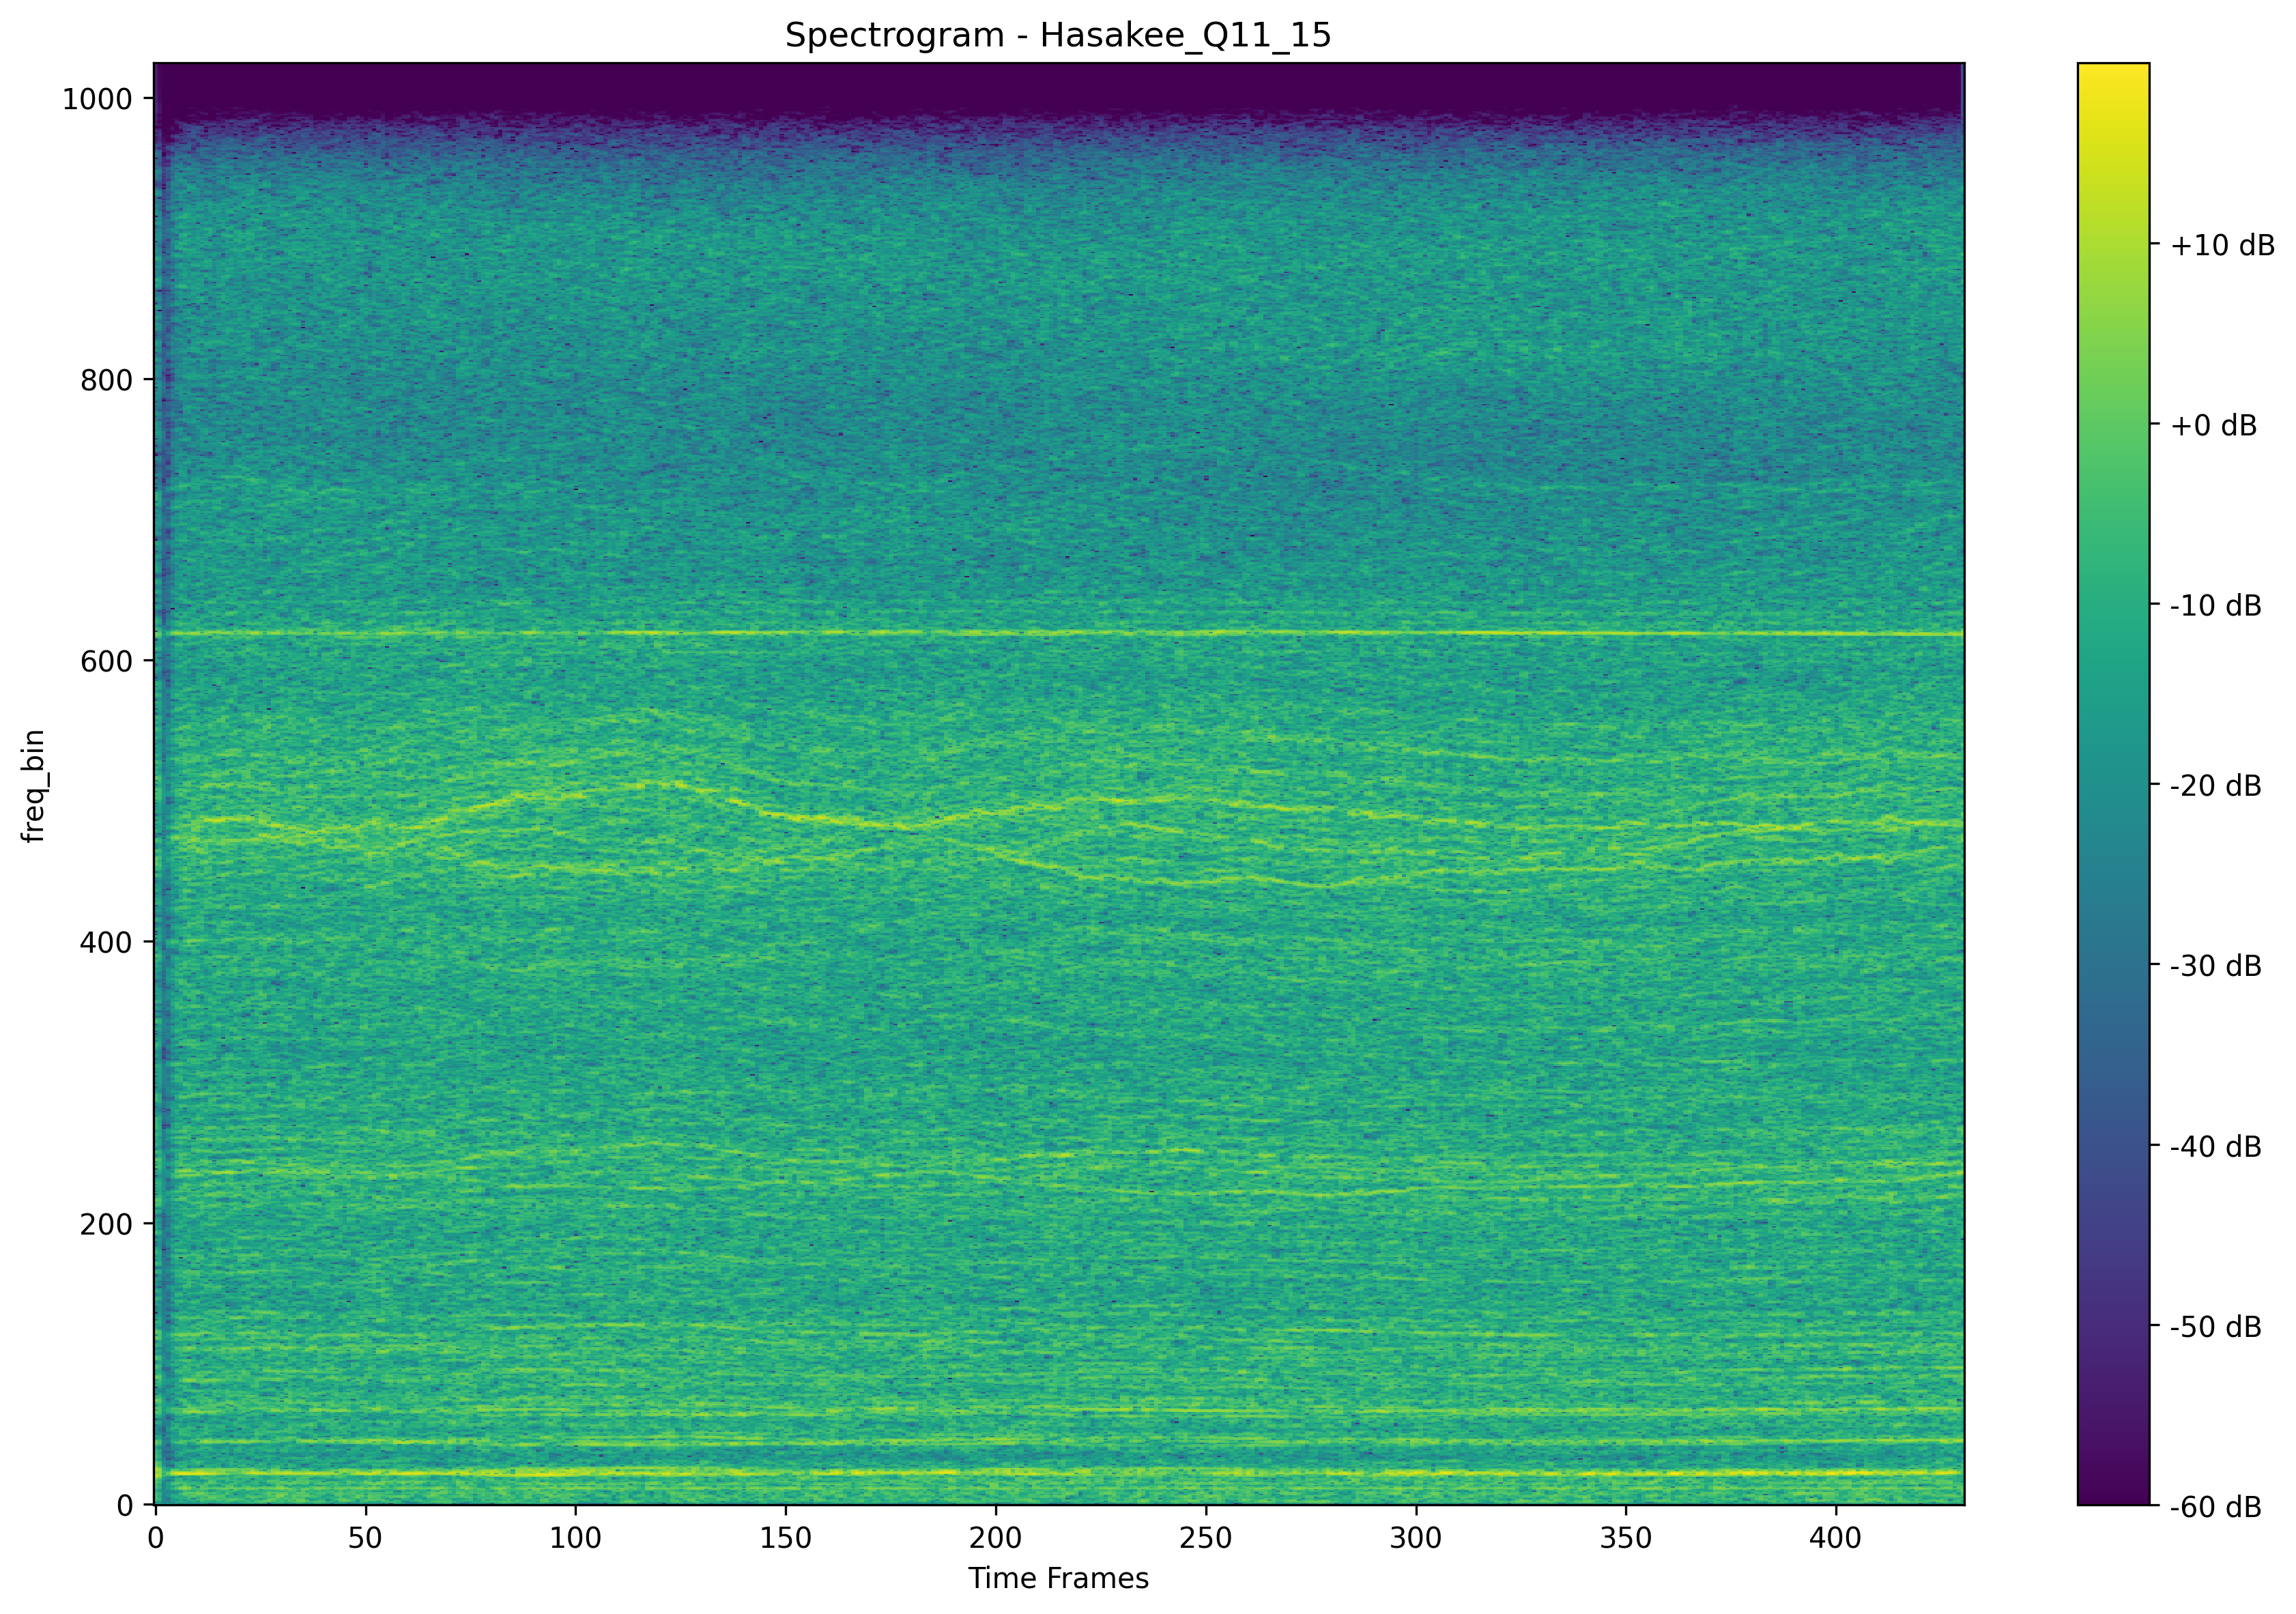 Spectrogram - Hasakee_Q11_15
1000
800
600
400
200
0
freq_bin
0 50 100 150 200 250 300 350 400
Time Frames
+10 dB
+0 dB
-10 dB
-20 dB
-30 dB
-40 dB
-50 dB
-60 dB